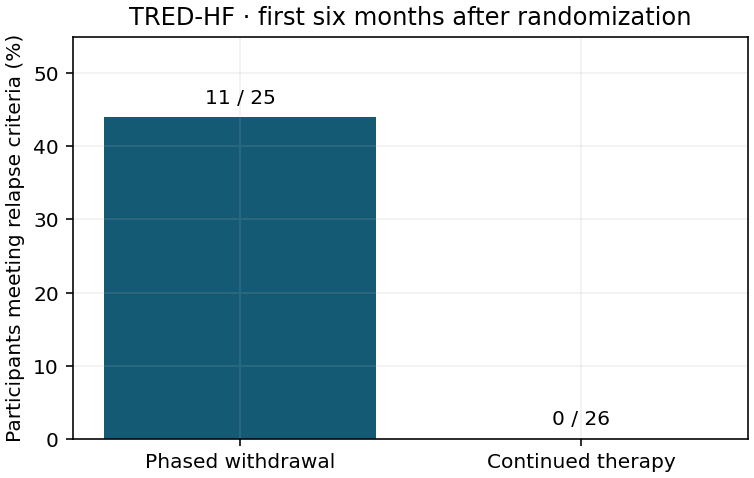 TRED-HF · first six months after randomization
Participants meeting relapse criteria (%)
50
40
30
20
10
0
11 / 25
0 / 26
Phased withdrawal
Continued therapy